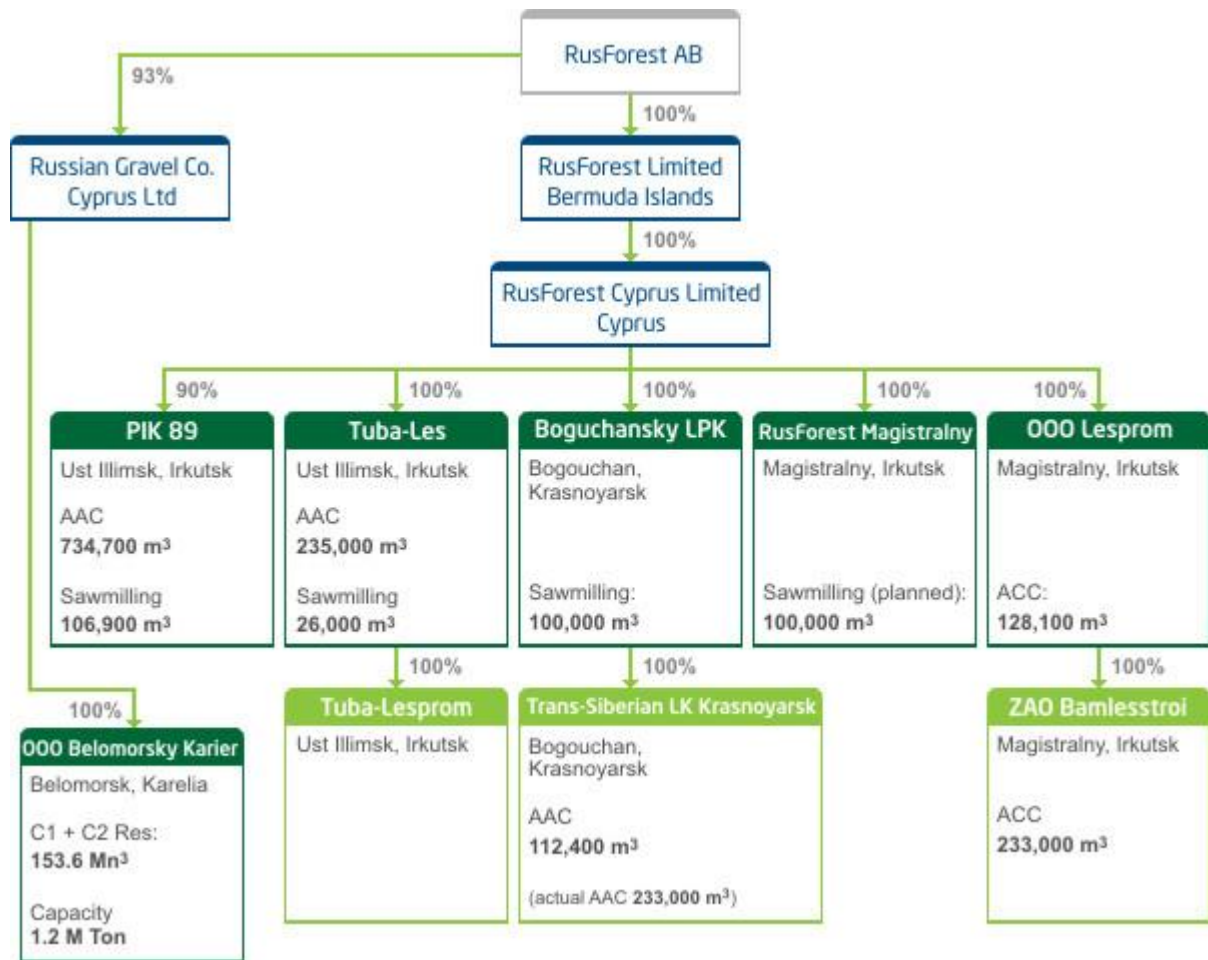 RusForest AB
93%
100%
Russian Gravel Co.
Cyprus Ltd
RusForest Limited
Bermuda Islands
100%
RusForest Cyprus Limited
Cyprus
90%
100%
100%
100%
100%
PIK 89
Ust Illimsk, Irkutsk
AAC
734,700 m³
Sawmilling
106,900 m³
Tuba-Les
Ust Illimsk, Irkutsk
AAC
235,000 m³
Sawmilling
26,000 m³
Boguchansky LPK
Bogouchan,
Krasnoyarsk
Sawmilling:
100,000 m³
RusForest Magistralny
Magistralny, Irkutsk
Sawmilling (planned):
100,000 m³
OOO Lesprom
Magistralny, Irkutsk
ACC:
128,100 m³
100%
100%
100%
100%
OOO Belomorsky Karier
Belomorsk, Karelia
C1 + C2 Res:
153.6 Mn³
Capacity
1.2 M Ton
Tuba-Lesprom
Ust Illimsk, Irkutsk
Trans-Siberian LK Krasnoyarsk
Bogouchan,
Krasnoyarsk
AAC
112,400 m³
(actual AAC 233,000 m³)
ZAO Bamlesstroi
Magistralny, Irkutsk
ACC
233,000 m³